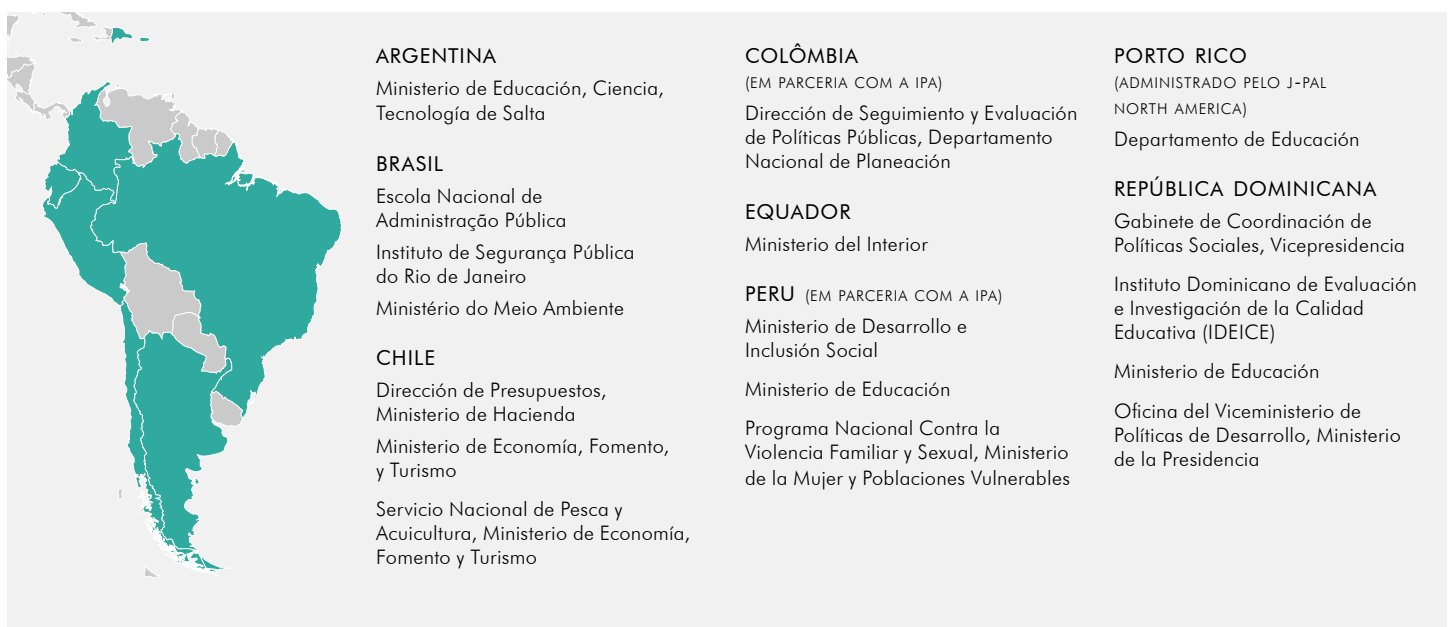 ARGENTINA
Ministerio de Educación, Ciencia,
Tecnología de Salta
BRASIL
Escola Nacional de
Administração Pública
Instituto de Segurança Pública
do Rio de Janeiro
Ministério do Meio Ambiente
CHILE
Dirección de Presupuestos,
Ministerio de Hacienda
Ministerio de Economía, Fomento,
y Turismo
Servicio Nacional de Pesca y
Acuicultura, Ministerio de Economía,
Fomento y Turismo
COLÔMBIA
(EM PARCERIA COM A IPA)
Dirección de Seguimiento y Evaluación
de Políticas Públicas, Departamento
Nacional de Planeación
EQUADOR
Ministerio del Interior
PERU (EM PARCERIA COM A IPA)
Ministerio de Desarrollo e
Inclusión Social
Ministerio de Educación
Programa Nacional Contra la
Violencia Familiar y Sexual, Ministerio
de la Mujer y Poblaciones Vulnerables
PORTO RICO
(ADMINISTRADO PELO J-PAL
NORTH AMERICA)
Departamento de Educación
REPÚBLICA DOMINICANA
Gabinete de Coordinación de
Políticas Sociales, Vicepresidencia
Instituto Dominicano de Evaluación
e Investigación de la Calidad
Educativa (IDEICE)
Ministerio de Educación
Oficina del Viceministerio de
Políticas de Desarrollo, Ministerio
de la Presidencia